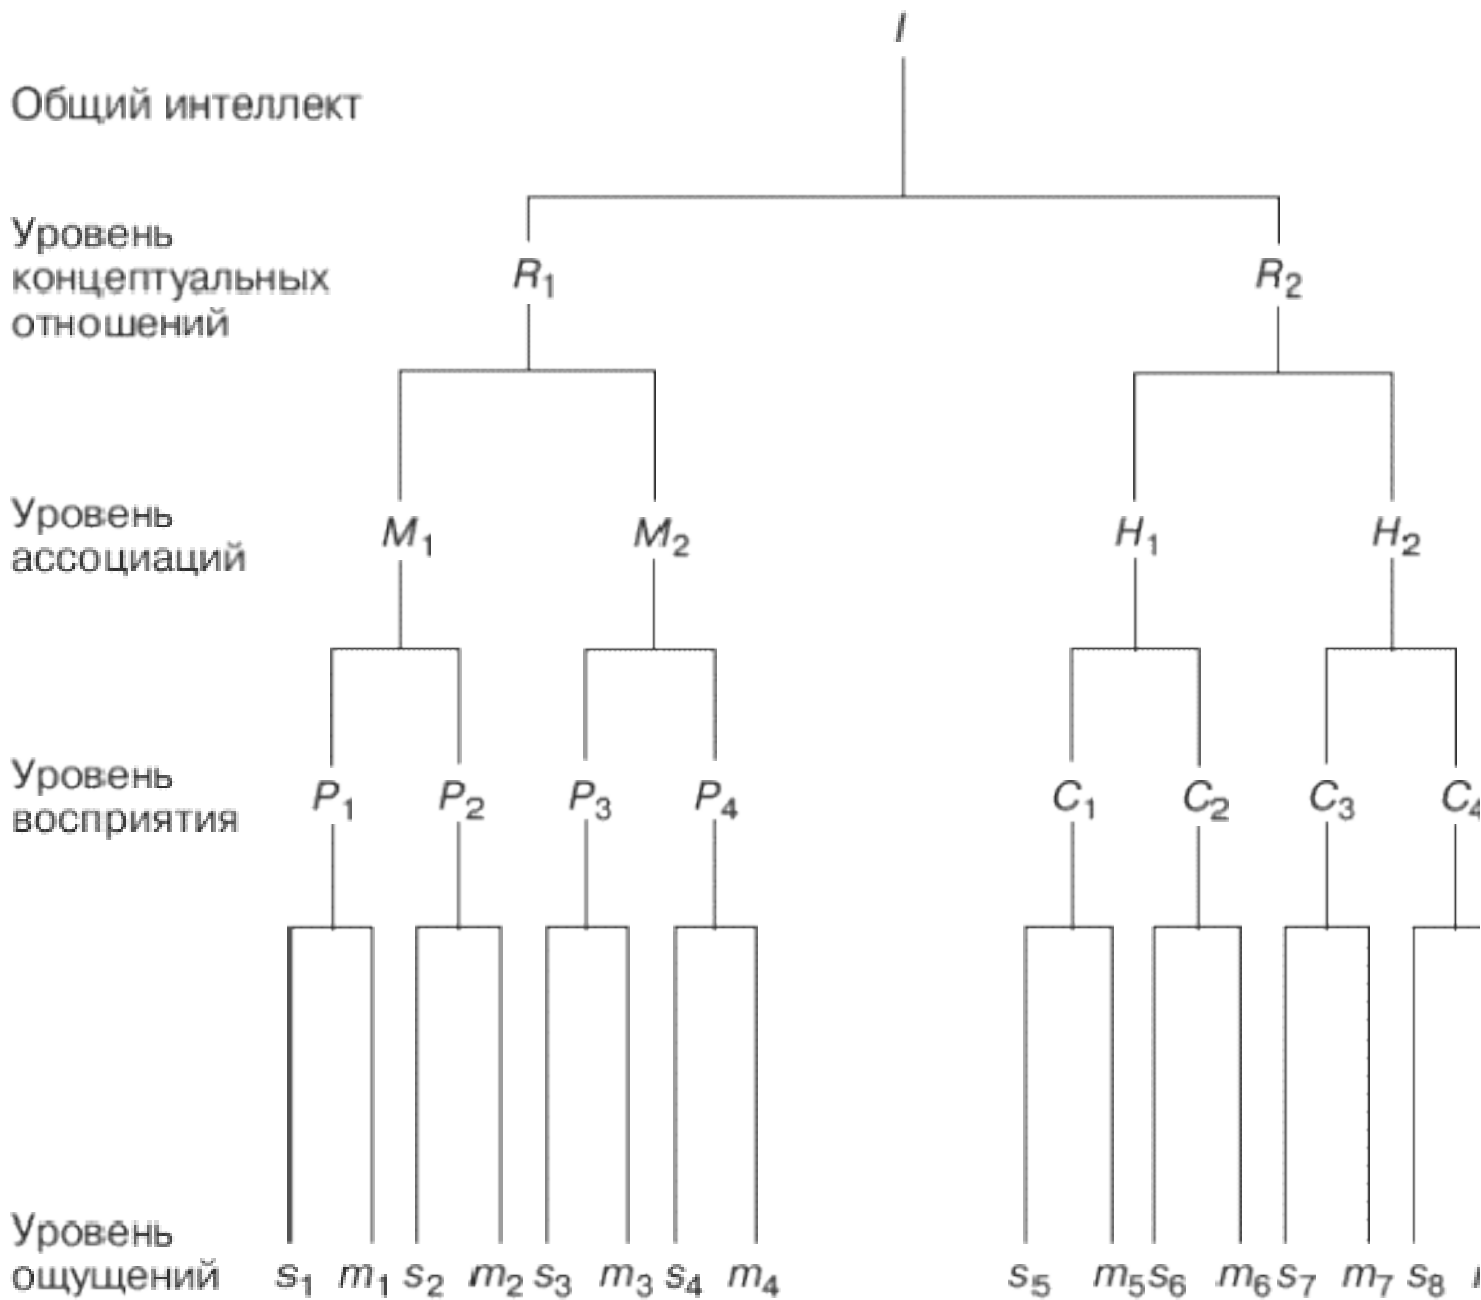 I
Общий интеллект
Уровень
концептуальных
отношений
R1 R2
Уровень
ассоциаций
M1 M2 H1 H2
Уровень
восприятия
P1 P2 P3 P4 C1 C2 C3 C4
Уровень
ощущений
s1 m1 s2 m2 s3 m3 s4 m4 s5 m5 s6 m6 s7 m7 s8